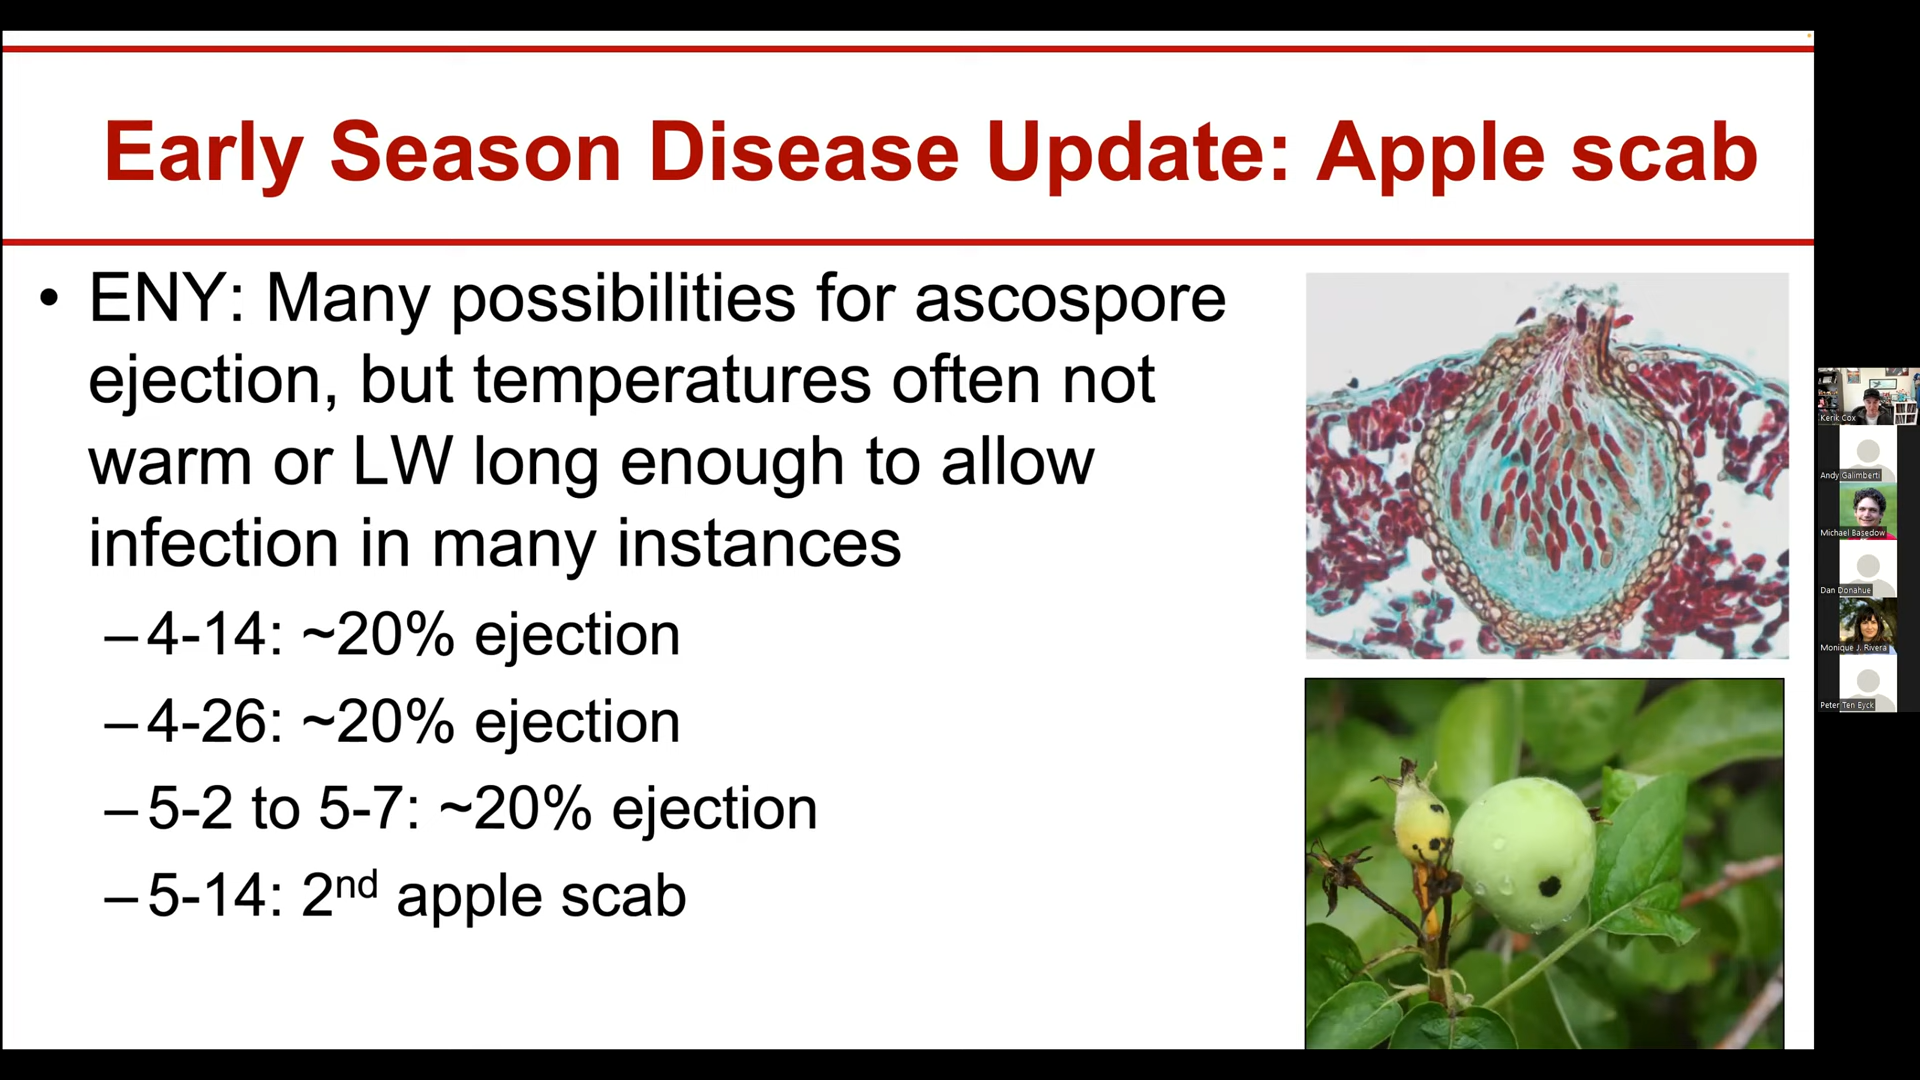 Early Season Disease Update: Apple scab
• ENY: Many possibilities for ascospore
ejection, but temperatures often not
warm or LW long enough to allow
infection in many instances
–4-14: ~20% ejection
–4-26: ~20% ejection
–5-2 to 5-7: ~20% ejection
–5-14: 2nd apple scab
Kerik Cox
Andy Galimberti
Michael Basedow
Dan Donahue
Monique J. Rivera
Peter Ten Eyck